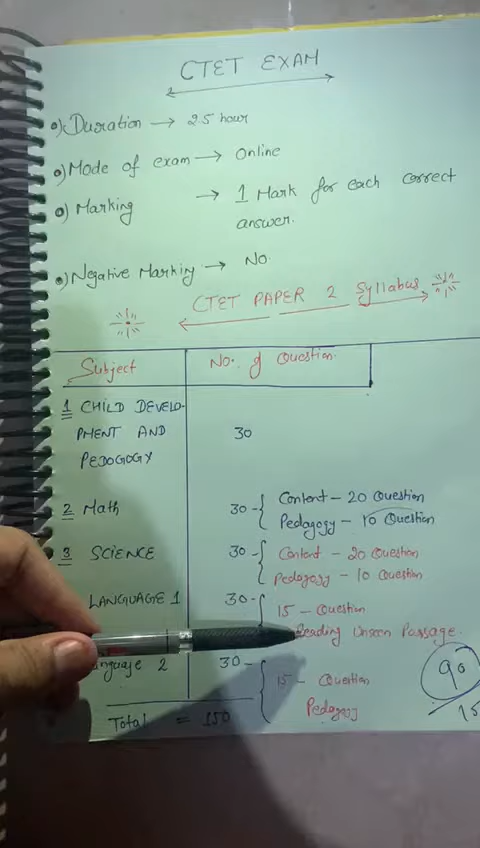 CTET EXAM
Duration → 2.5 hour
Mode of exam → Online
Marking → 1 Mark for each correct
answer.
Negative Marking → No.
CTET PAPER 2 Syllabus
Subject No. of Question.
1 CHILD DEVELO-
PMENT AND 30
PEDOGOGY
2 Math 30 - { Content - 20 Question
Pedagogy - 10 Question
3 SCIENCE 30 - { Content - 20 Question
Pedagogy - 10 Question
LANGUAGE 1 30 - { 15 - Question
Reading Unseen Passage.
Language 2 30 - { 15 - Question
Pedagogy
90
Total = 150